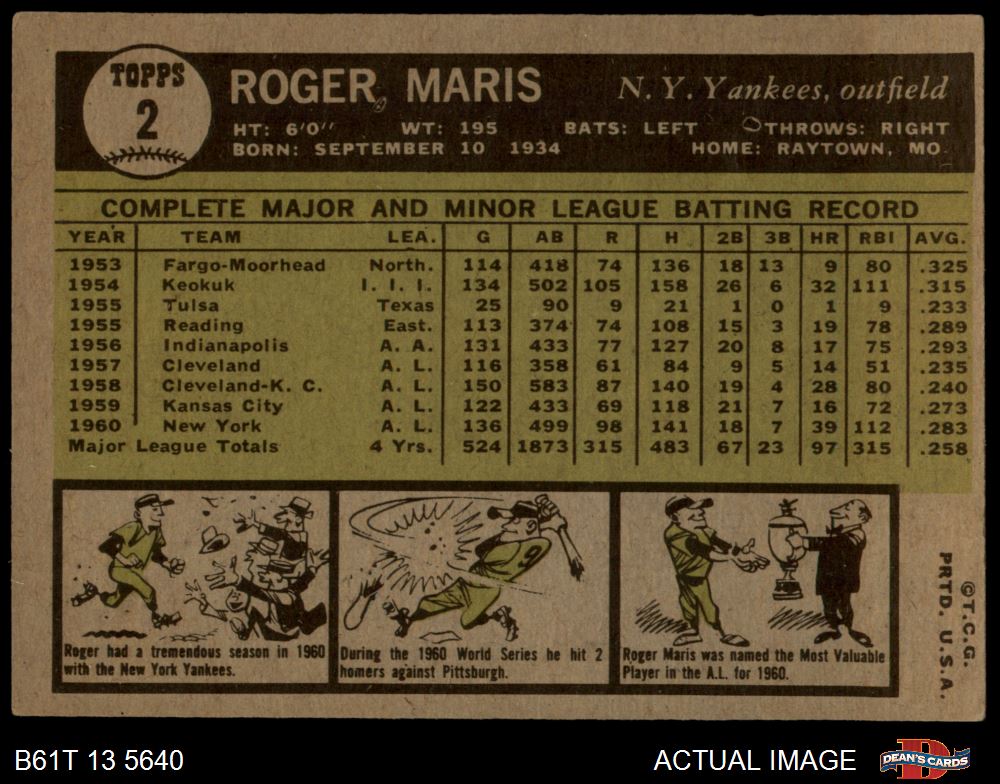 TOPPS
2
ROGER MARIS
N. Y. Yankees, outfield
HT: 6'0" WT: 195 BATS: LEFT THROWS: RIGHT
BORN: SEPTEMBER 10 1934 HOME: RAYTOWN, MO.
COMPLETE MAJOR AND MINOR LEAGUE BATTING RECORD
YEAR TEAM LEA. G AB R H 2B 3B HR RBI AVG.
1953 Fargo-Moorhead North. 114 418 74 136 18 13 9 80 .325
1954 Keokuk I. I. I. 134 502 105 158 26 6 32 111 .315
1955 Tulsa Texas 25 90 9 21 1 0 1 9 .233
1955 Reading East. 113 374 74 108 15 3 19 78 .289
1956 Indianapolis A. A. 131 433 77 127 20 8 17 75 .293
1957 Cleveland A. L. 116 358 61 84 9 5 14 51 .235
1958 Cleveland-K. C. A. L. 150 583 87 140 19 4 28 80 .240
1959 Kansas City A. L. 122 433 69 118 21 7 16 72 .273
1960 New York A. L. 136 499 98 141 18 7 39 112 .283
Major League Totals 4 Yrs. 524 1873 315 483 67 23 97 315 .258
9
Roger had a tremendous season in 1960
with the New York Yankees.
During the 1960 World Series he hit 2
homers against Pittsburgh.
Roger Maris was named the Most Valuable
Player in the A.L. for 1960.
©T.C.G.
PRTD. U.S.A.
B61T 13 5640
ACTUAL IMAGE
D
DEAN'S CARDS